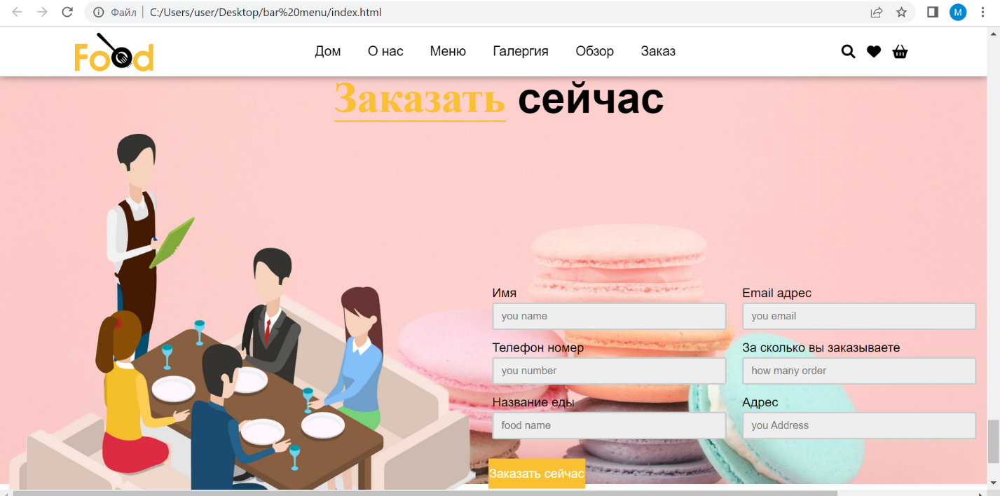 Файл C:/Users/user/Desktop/bar%20menu/index.html M
Food Дом О нас Меню Галергия Обзор Заказ
Заказать сейчас
Имя Email адрес
you name you email
Телефон номер За сколько вы заказываете
you number how many order
Название еды Адрес
food name you Address
Заказать сейчас